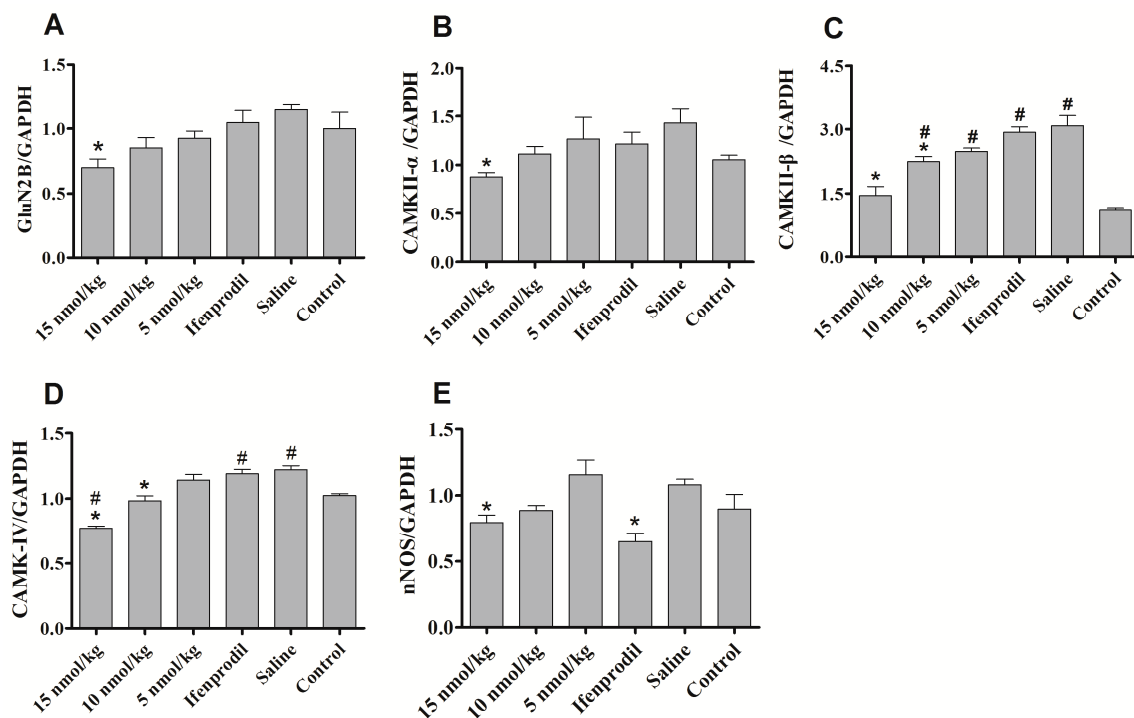 A
GluN2B/GAPDH
1.5
1.0
0.5
0.0
*
15 nmol/kg
10 nmol/kg
5 nmol/kg
Ifenprodil
Saline
Control
B
CAMKII-α /GAPDH
2.0
1.5
1.0
0.5
0.0
*
15 nmol/kg
10 nmol/kg
5 nmol/kg
Ifenprodil
Saline
Control
C
CAMKII-β /GAPDH
4.5
3.0
1.5
0.0
*
#
*
#
#
#
15 nmol/kg
10 nmol/kg
5 nmol/kg
Ifenprodil
Saline
Control
D
CAMK-IV/GAPDH
1.5
1.0
0.5
0.0
#
*
*
#
#
15 nmol/kg
10 nmol/kg
5 nmol/kg
Ifenprodil
Saline
Control
E
nNOS/GAPDH
1.5
1.0
0.5
0.0
*
*
15 nmol/kg
10 nmol/kg
5 nmol/kg
Ifenprodil
Saline
Control